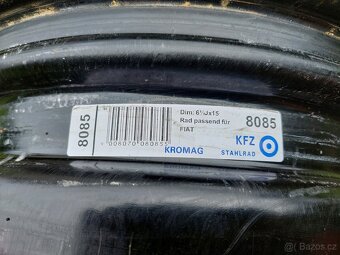 8085
Dim: 6½Jx15
Rad passend für
FIAT
8085
KFZ
STAHLRAD
KROMAG
bazos.cz